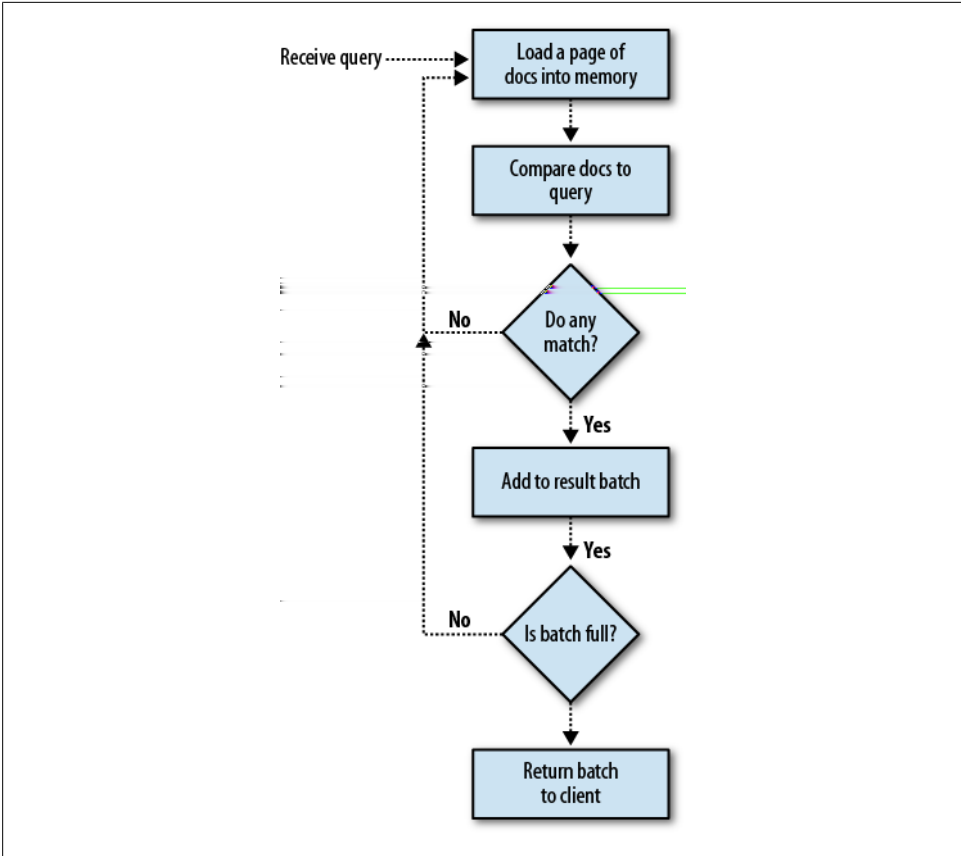 Receive query
Load a page of
docs into memory
Compare docs to
query
Do any
match?
No
Yes
Add to result batch
Yes
Is batch full?
No
Return batch
to client